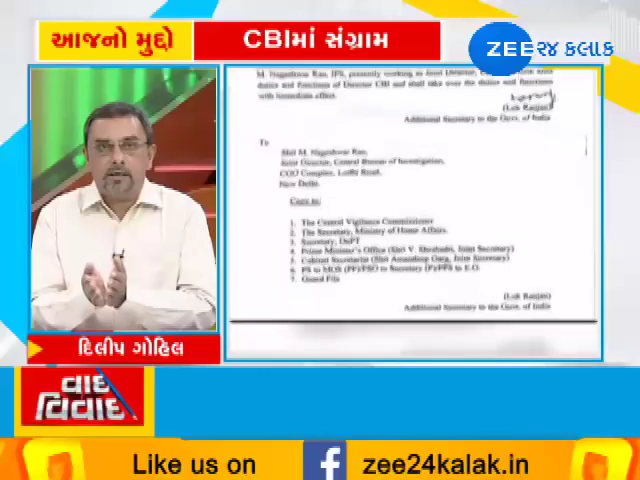 આજનો મુદ્દો
CBIમાં સંગ્રામ
ZEE ૨૪ કલાક
M. Nageshwar Rao, IPS, presently working as Joint Director,
duties and functions of Director CBI and shall take over the duties and functions
with immediate effect.
(Lok Ranjan)
Additional Secretary to the Govt. of India
To
Shri M. Nageshwar Rao,
Joint Director, Central Bureau of Investigation,
CGO Complex, Lodhi Road,
New Delhi.
Copy to:
1. The Central Vigilance Commissioner
2. The Secretary, Ministry of Home Affairs.
3. Secretary, DoPT
4. Prime Minister's Office (Shri V. Sheshadri, Joint Secretary)
5. Cabinet Secretariat (Shri Amandeep Garg, Joint Secretary)
6. PS to MOS (PP)/PSO to Secretary (P)/PPS to E.O.
7. Guard File
(Lok Ranjan)
Additional Secretary to the Govt. of India
દિલીપ ગોહિલ
વાદ
વિવાદ
Like us on f zee24kalak.in